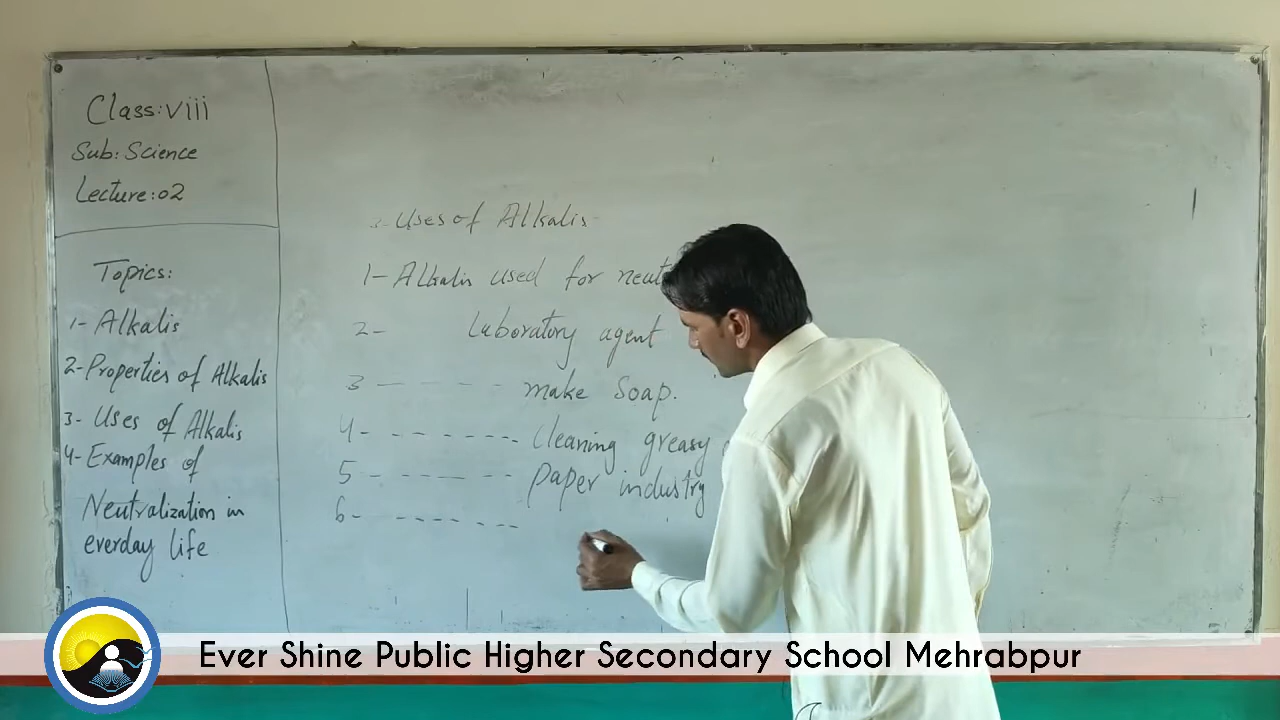 Class: viii
Sub: Science
Lecture: 02
Topics:
1- Alkalis
2- Properties of Alkalis
3- Uses of Alkalis
4- Examples of
Neutralization in
everday life
3- Uses of Alkalis
1- Alkalis used for neut
2- Laboratory agent
3 - - - - - make Soap.
4 - - - - - - - cleaning greasy
5 - - - - - - paper industry
6 - - - - - - -
Ever Shine Public Higher Secondary School Mehrabpur